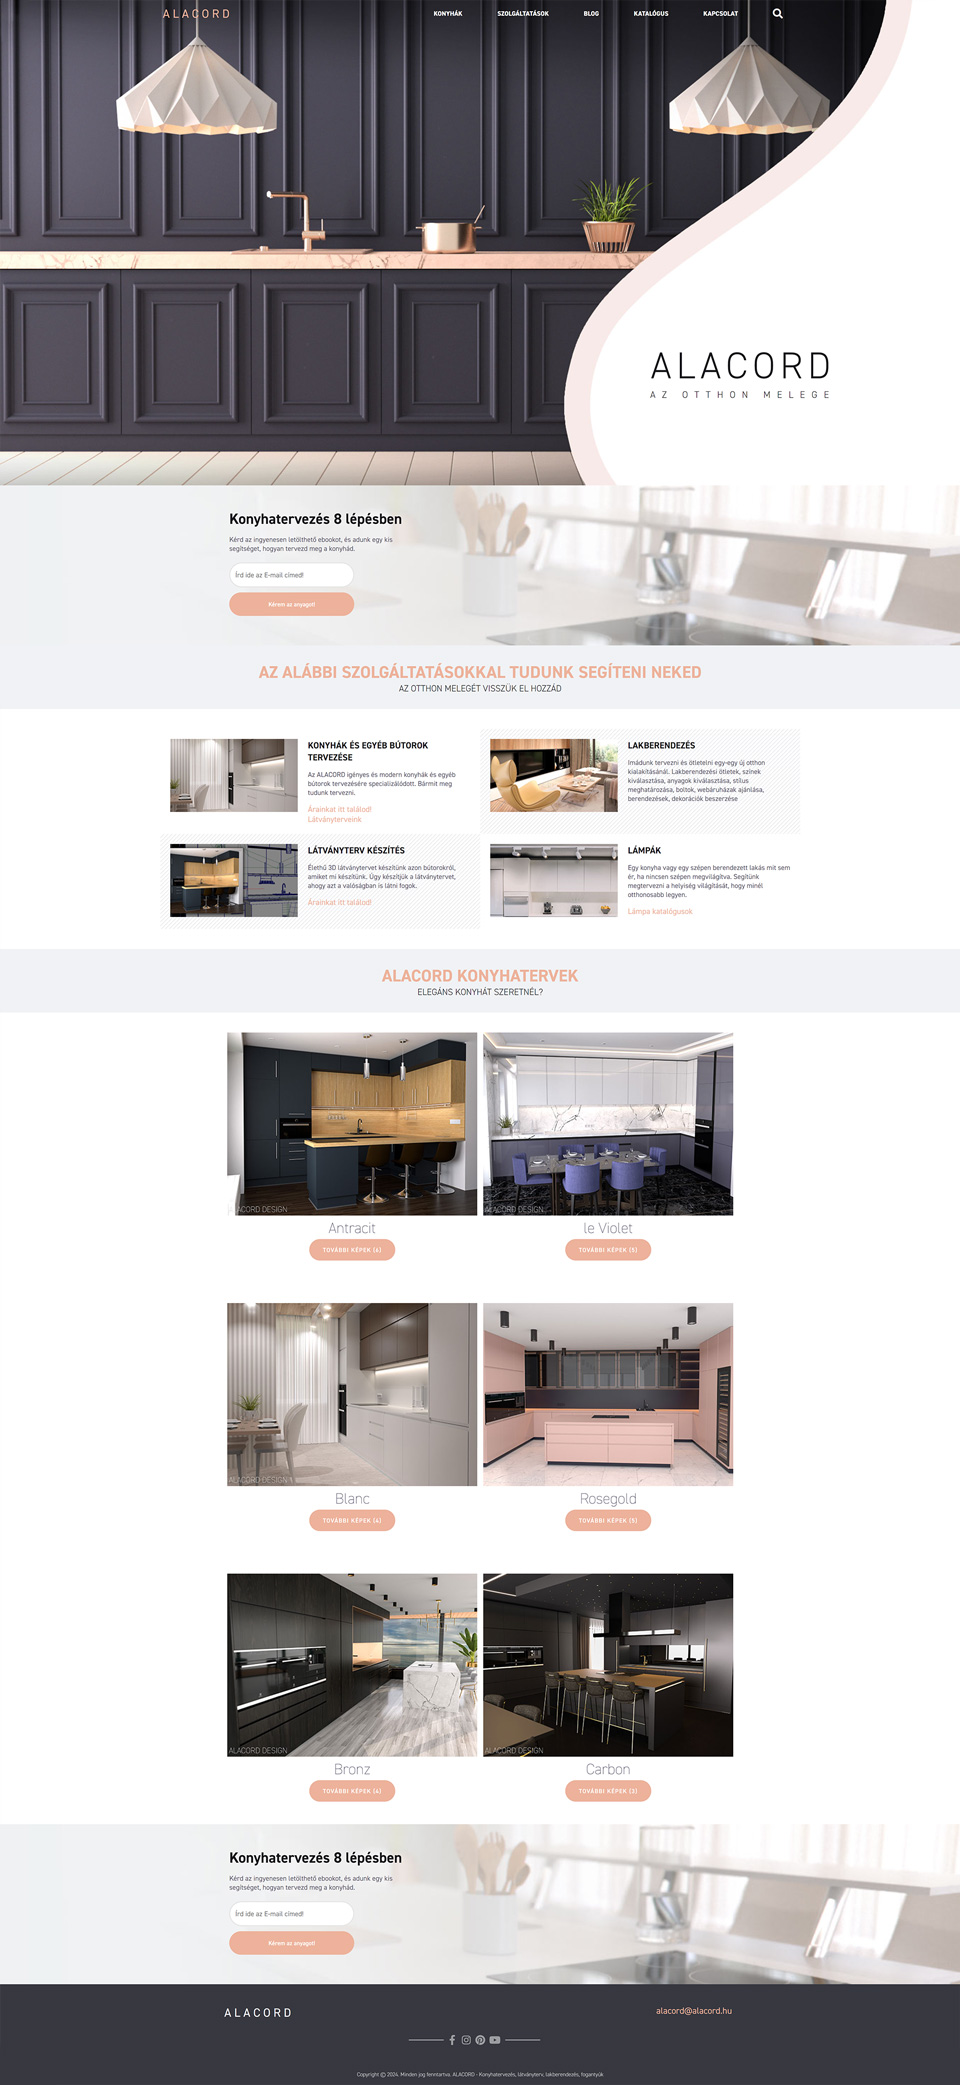 ALACORD
KONYHÁK
SZOLGÁLTATÁSOK
BLOG
KATALÓGUS
KAPCSOLAT
ALACORD
AZ OTTHON MELEGE
Konyhatervezés 8 lépésben
Kérd az ingyenesen letölthető ebookot, és adunk egy kis
segítséget, hogyan tervezd meg a konyhád.
Írd ide az E-mail címed!
Kérem az anyagot!
AZ ALÁBBI SZOLGÁLTATÁSOKKAL TUDUNK SEGÍTENI NEKED
AZ OTTHON MELEGÉT VISSZÜK EL HOZZÁD
KONYHÁK ÉS EGYÉB BÚTOROK
TERVEZÉSE
Az ALACORD igényes és modern konyhák és egyéb
bútorok tervezésére specializálódott. Bármit meg
tudunk tervezni.
Árainkat itt találod!
Látványterveink
LAKBERENDEZÉS
Imádunk tervezni és ötletelni egy-egy új otthon
kialakításánál. Lakberendezési ötletek, színek
kiválasztása, anyagok kiválasztása, stílus
meghatározása, boltok, webáruházak ajánlása,
berendezések, dekorációk beszerzése
LÁTVÁNYTERV KÉSZÍTÉS
Élethű 3D látványtervet készítünk azon bútorokról,
amiket mi készítünk. Úgy készítjük a látványtervet,
ahogy azt a valóságban is látni fogok.
Árainkat itt találod!
LÁMPÁK
Egy konyha vagy egy szépen berendezett lakás mit sem
ér, ha nincsen szépen megvilágítva. Segítünk
megtervezni a helyiség világítását, hogy minél
otthonosabb legyen.
Lámpa katalógusok
ALACORD KONYHATERVEK
ELEGÁNS KONYHÁT SZERETNÉL?
ALACORD DESIGN
ALACORD DESIGN
Antracit
le Violet
TOVÁBBI KÉPEK (4)
TOVÁBBI KÉPEK (5)
ALACORD DESIGN
Blanc
Rosegold
TOVÁBBI KÉPEK (4)
TOVÁBBI KÉPEK (5)
ALACORD DESIGN
ALACORD DESIGN
Bronz
Carbon
TOVÁBBI KÉPEK (4)
TOVÁBBI KÉPEK (3)
Konyhatervezés 8 lépésben
Kérd az ingyenesen letölthető ebookot, és adunk egy kis
segítséget, hogyan tervezd meg a konyhád.
Írd ide az E-mail címed!
Kérem az anyagot!
ALACORD
alacord@alacord.hu
Copyright © 2024. Minden jog fenntartva. ALACORD - Konyhatervezés, látványterv, lakberendezés, fogantyúk